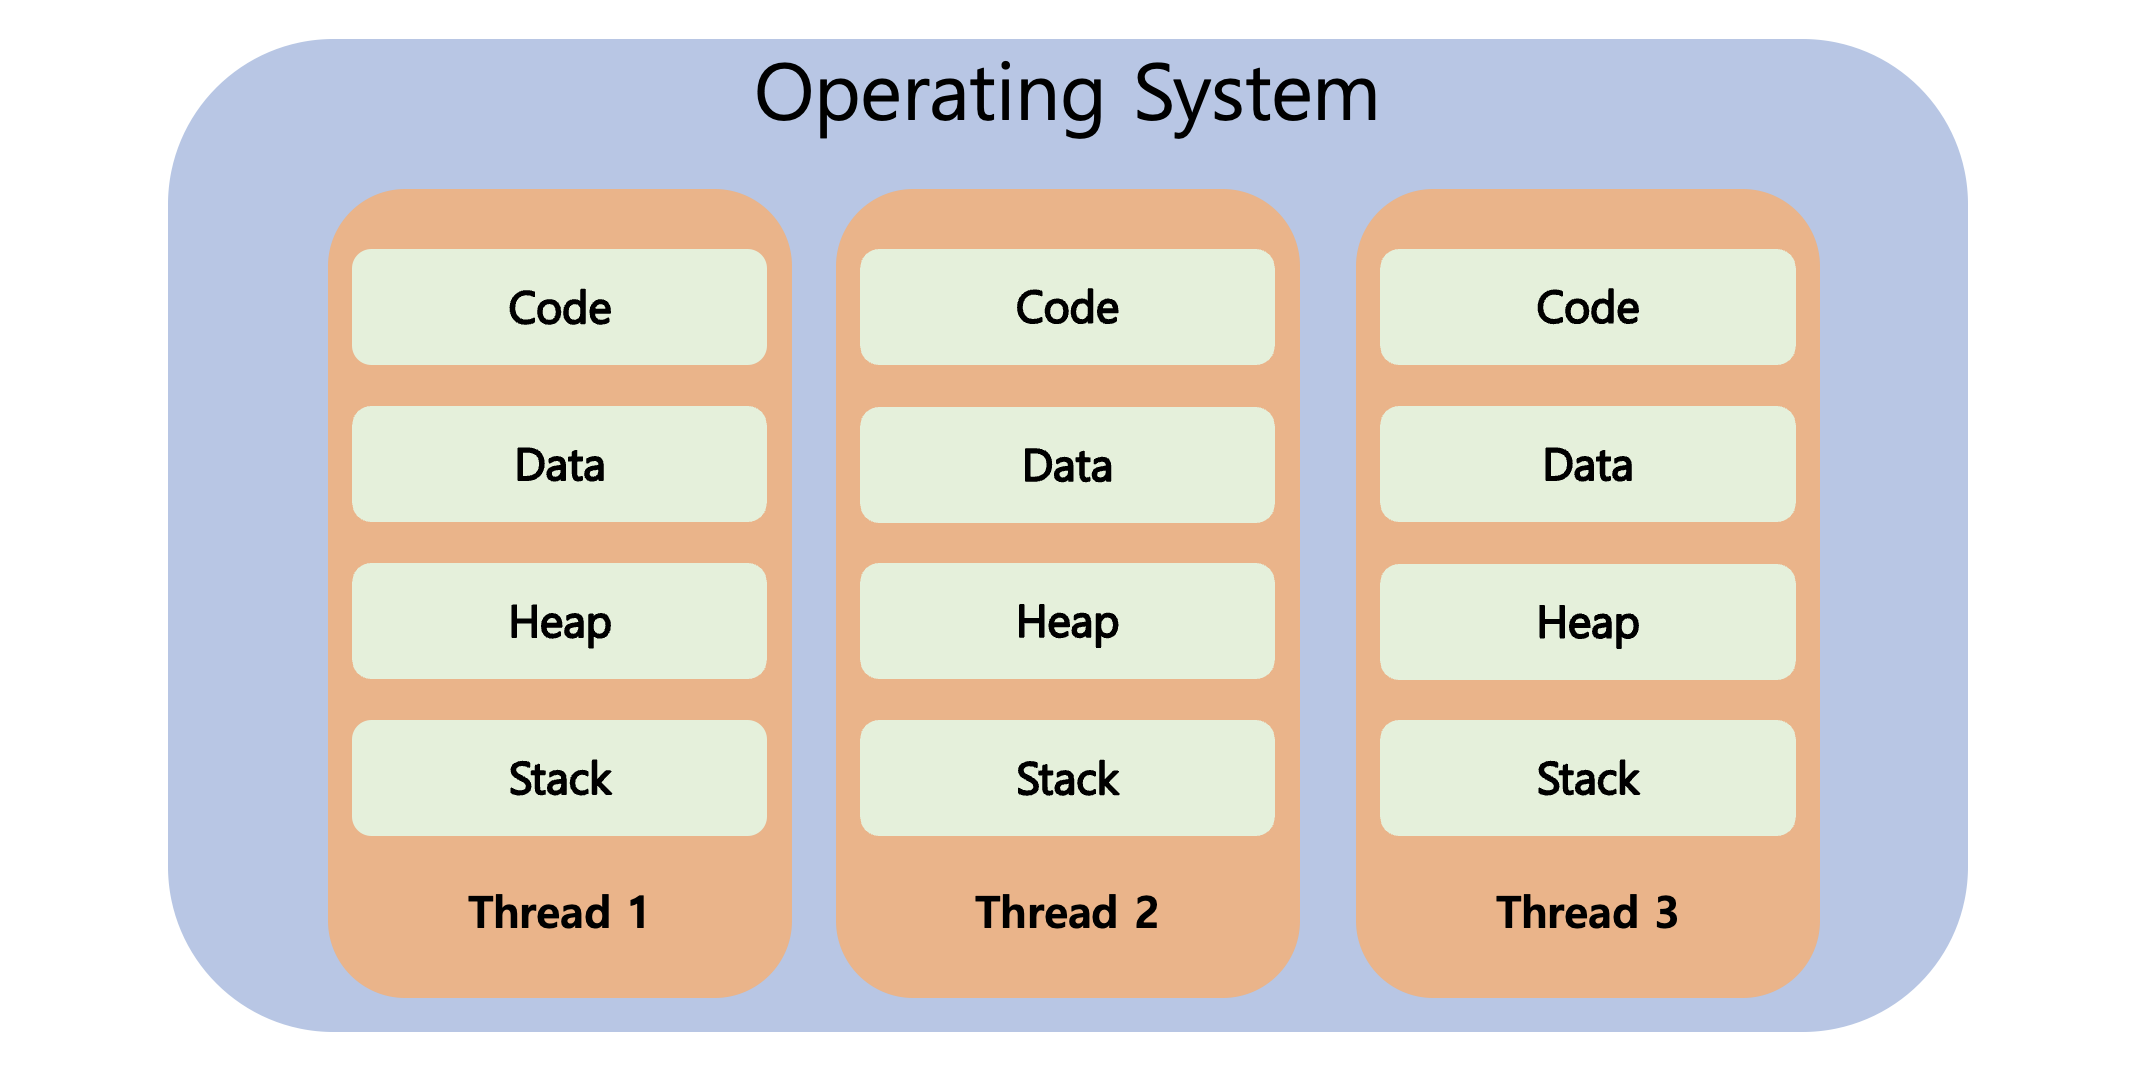 Operating System
Code
Data
Heap
Stack
Thread 1
Code
Data
Heap
Stack
Thread 2
Code
Data
Heap
Stack
Thread 3